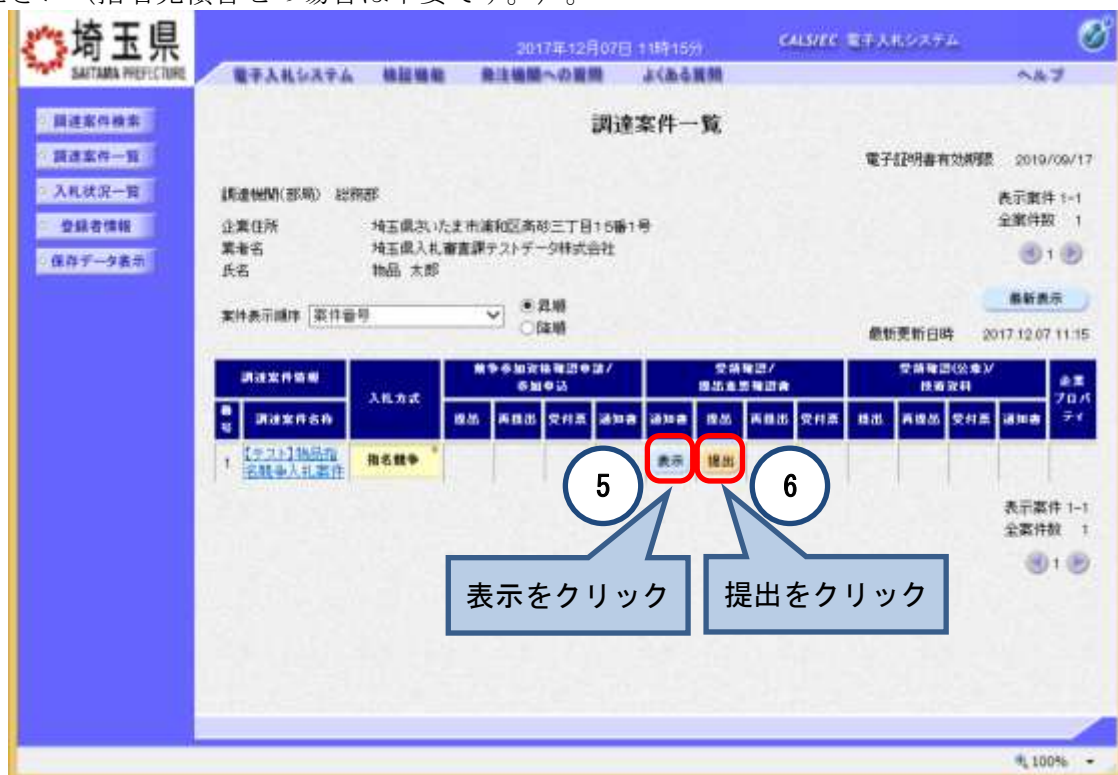 埼玉県
SAITAMA PREFECTURE
2017年12月07日 11時15分
CALS/EC 電子入札システム
電子入札システム 検証機能 発注機関への質問 よくある質問
ヘルプ
調達案件検索
調達案件一覧
入札状況一覧
登録者情報
保存データ表示
調達案件一覧
電子証明書有効期限 2019/09/17
調達機関(部局) 総務部
表示案件 1-1
企業住所 埼玉県さいたま市浦和区高砂三丁目15番1号
全案件数 1
業者名 埼玉県入札審査課テストデータ株式会社
1
氏名 物品 太郎
案件表示順序 案件番号
昇順
降順
最新表示
最新更新日時 2017.12.07 11:15
調達案件情報
入札方式
競争参加資格確認申請/
参加申込
受領確認/
提出意思確認書
受領確認(公募)/
技術資料
企業
プロパ
ティ
番号 調達案件名称 提出 再提出 受付票 通知書 通知書 提出 再提出 受付票 提出 再提出 受付票 通知書
1 【テスト】物品指
名競争入札案件
指名競争
表示 提出
5
6
表示案件 1-1
全案件数 1
1
表示をクリック
提出をクリック
100%